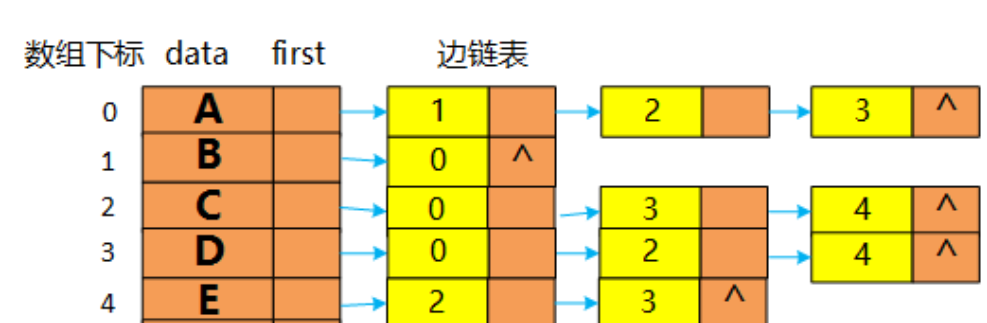 数组下标 data first 边链表
0 A 1 2 3 ^
1 B 0 ^
2 C 0 3 4 ^
3 D 0 2 4 ^
4 E 2 3 ^